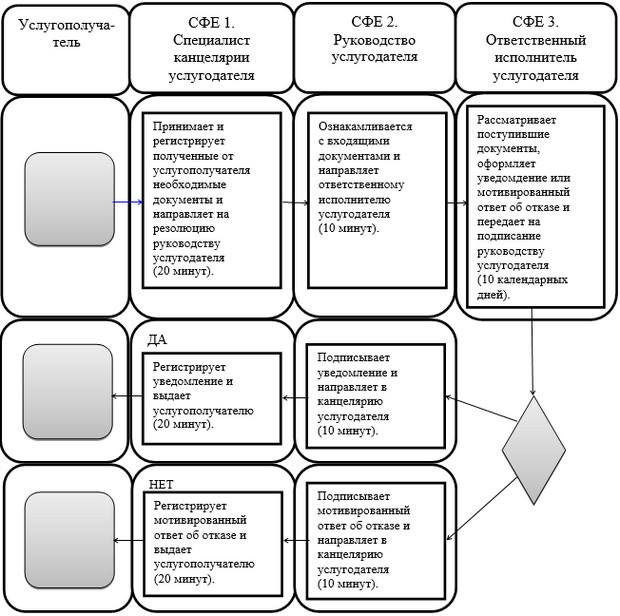 Услугополуча-
тель
СФЕ 1.
Специалист
канцелярии
услугодателя
СФЕ 2.
Руководство
услугодателя
СФЕ 3.
Ответственный
исполнитель
услугодателя
Принимает и
регистрирует
полученные от
услугополучателя
необходимые
документы и
направляет на
резолюцию
руководству
услугодателя
(20 минут).
Ознакамливается
с входящими
документами и
направляет
ответственному
исполнителю
услугодателя
(10 минут).
Рассматривает
поступившие
документы,
оформляет
уведомдение или
мотивированный
ответ об отказе и
передает на
подписание
руководству
услугодателя
(10 календарных
дней).
ДА
Регистрирует
уведомление и
выдает
услугополучателю
(20 минут).
Подписывает
уведомление и
направляет в
канцелярию
услугодателя
(10 минут).
НЕТ
Регистрирует
мотивированный
ответ об отказе и
выдает
услугополучателю
(20 минут).
Подписывает
мотивированный
ответ об отказе и
направляет в
канцелярию
услугодателя
(10 минут).